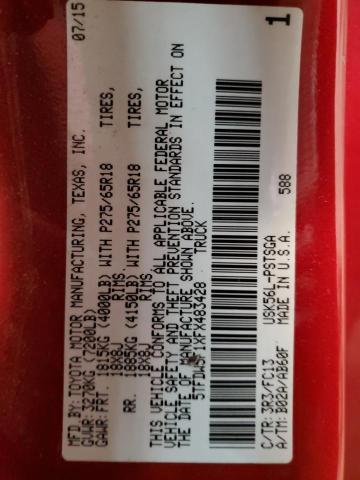 MFD.BY: TOYOTA MOTOR MANUFACTURING, TEXAS, INC. 07/15
GVWR: 3270KG (7200LB)
GAWR: FRT. 1815KG (4000LB) WITH P275/65R18 TIRES,
18X8J RIMS,
RR. 1885KG (4150LB) WITH P275/65R18 TIRES,
18X8J RIMS.
THIS VEHICLE CONFORMS TO ALL APPLICABLE FEDERAL MOTOR
VEHICLE SAFETY AND THEFT PREVENTION STANDARDS IN EFFECT ON
THE DATE OF MANUFACTURE SHOWN ABOVE.
5TFDW5F1XFX483428 TRUCK
1
C/TR: 3R3/FC13 USK56L-PSTSGA
A/TM: B02A/AB60F MADE IN U.S.A. 588